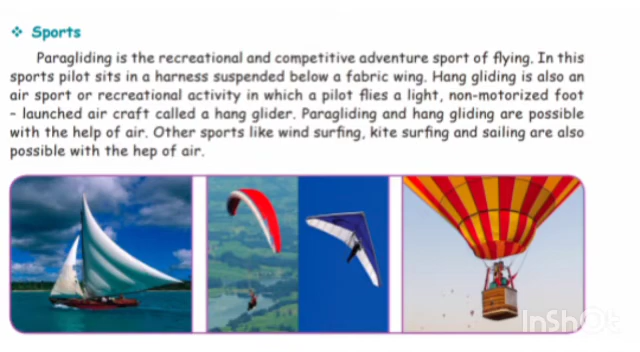 ❖ Sports
Paragliding is the recreational and competitive adventure sport of flying. In this
sports pilot sits in a harness suspended below a fabric wing. Hang gliding is also an
air sport or recreational activity in which a pilot flies a light, non-motorized foot
- launched air craft called a hang glider. Paragliding and hang gliding are possible
with the help of air. Other sports like wind surfing, kite surfing and sailing are also
possible with the hep of air.
InShOt